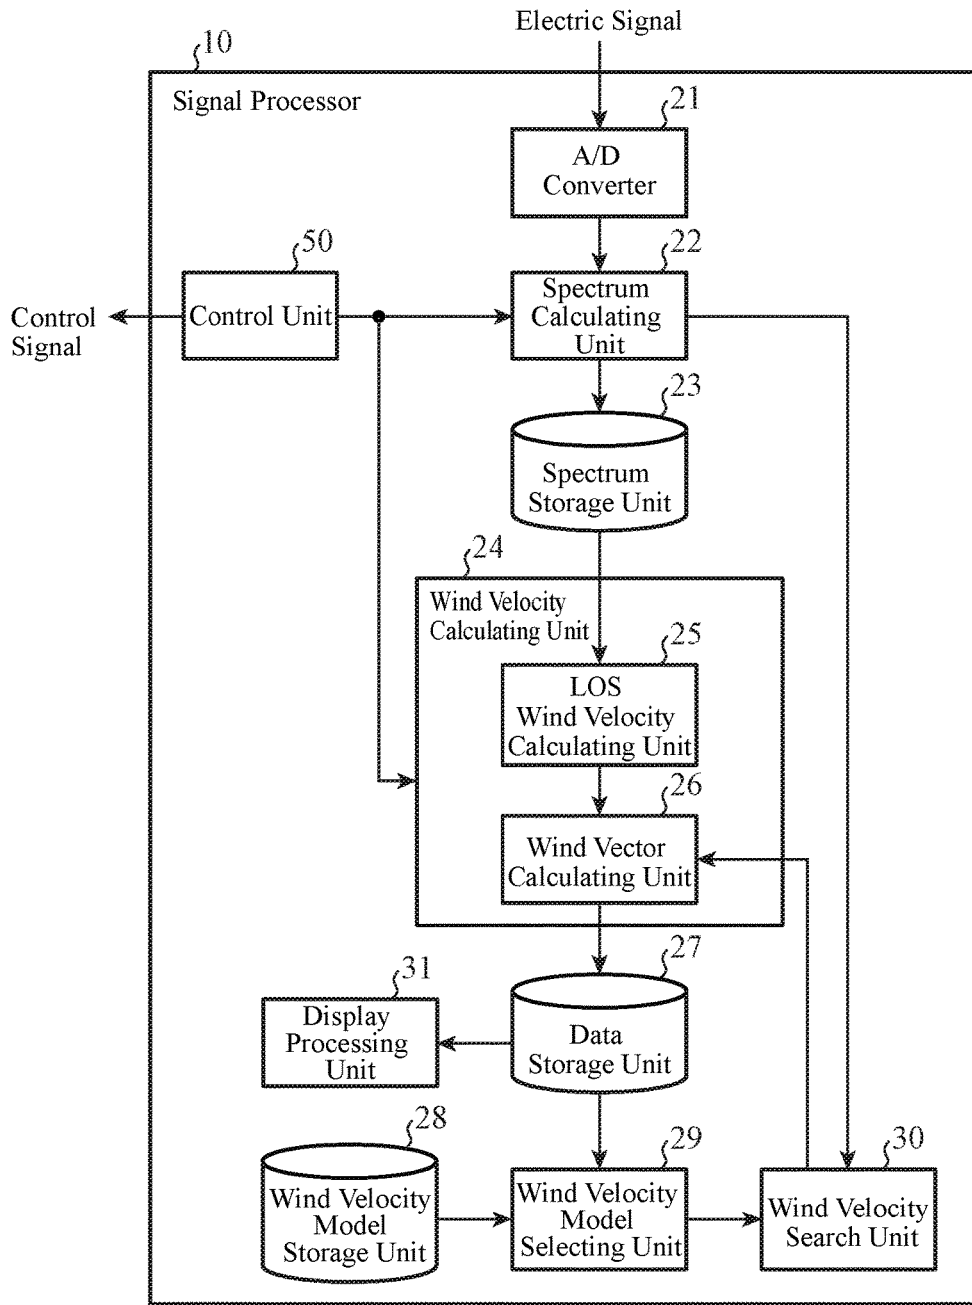 Electric Signal
10
Signal Processor
21
A/D
Converter
50
22
Control Unit
Spectrum
Calculating
Unit
Control
Signal
23
Spectrum
Storage Unit
24
Wind Velocity
Calculating Unit
25
LOS
Wind Velocity
Calculating Unit
26
Wind Vector
Calculating Unit
27
31
Display
Processing
Unit
Data
Storage Unit
28
29
30
Wind Velocity
Model
Storage Unit
Wind Velocity
Model
Selecting Unit
Wind Velocity
Search Unit